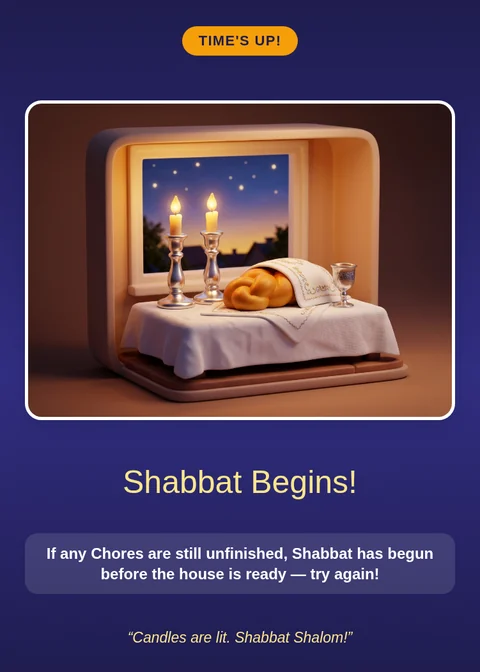 TIME'S UP!
Shabbat Begins!
If any Chores are still unfinished, Shabbat has begun
before the house is ready — try again!
“Candles are lit. Shabbat Shalom!”